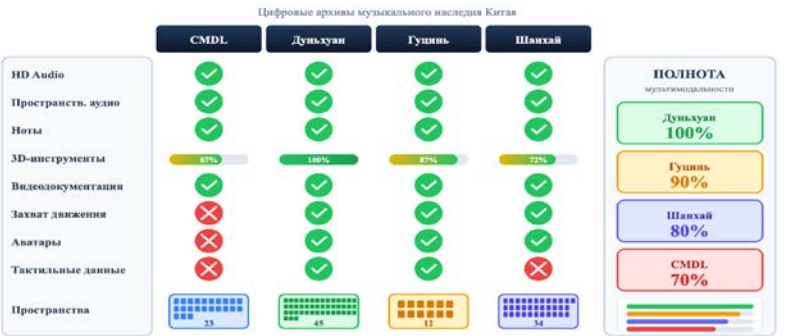 Цифровые архивы музыкального наследия Китая
CMDL Дуньхуан Гуцинь Шанхай
HD Audio
Пространств. аудио
Ноты
3D-инструменты 67% 100% 87% 72%
Видеодокументация
Захват движения
Аватары
Тактильные данные
Пространства 23 45 12 34
ПОЛНОТА
мультимодальности
Дуньхуан
100%
Гуцинь
90%
Шанхай
80%
CMDL
70%